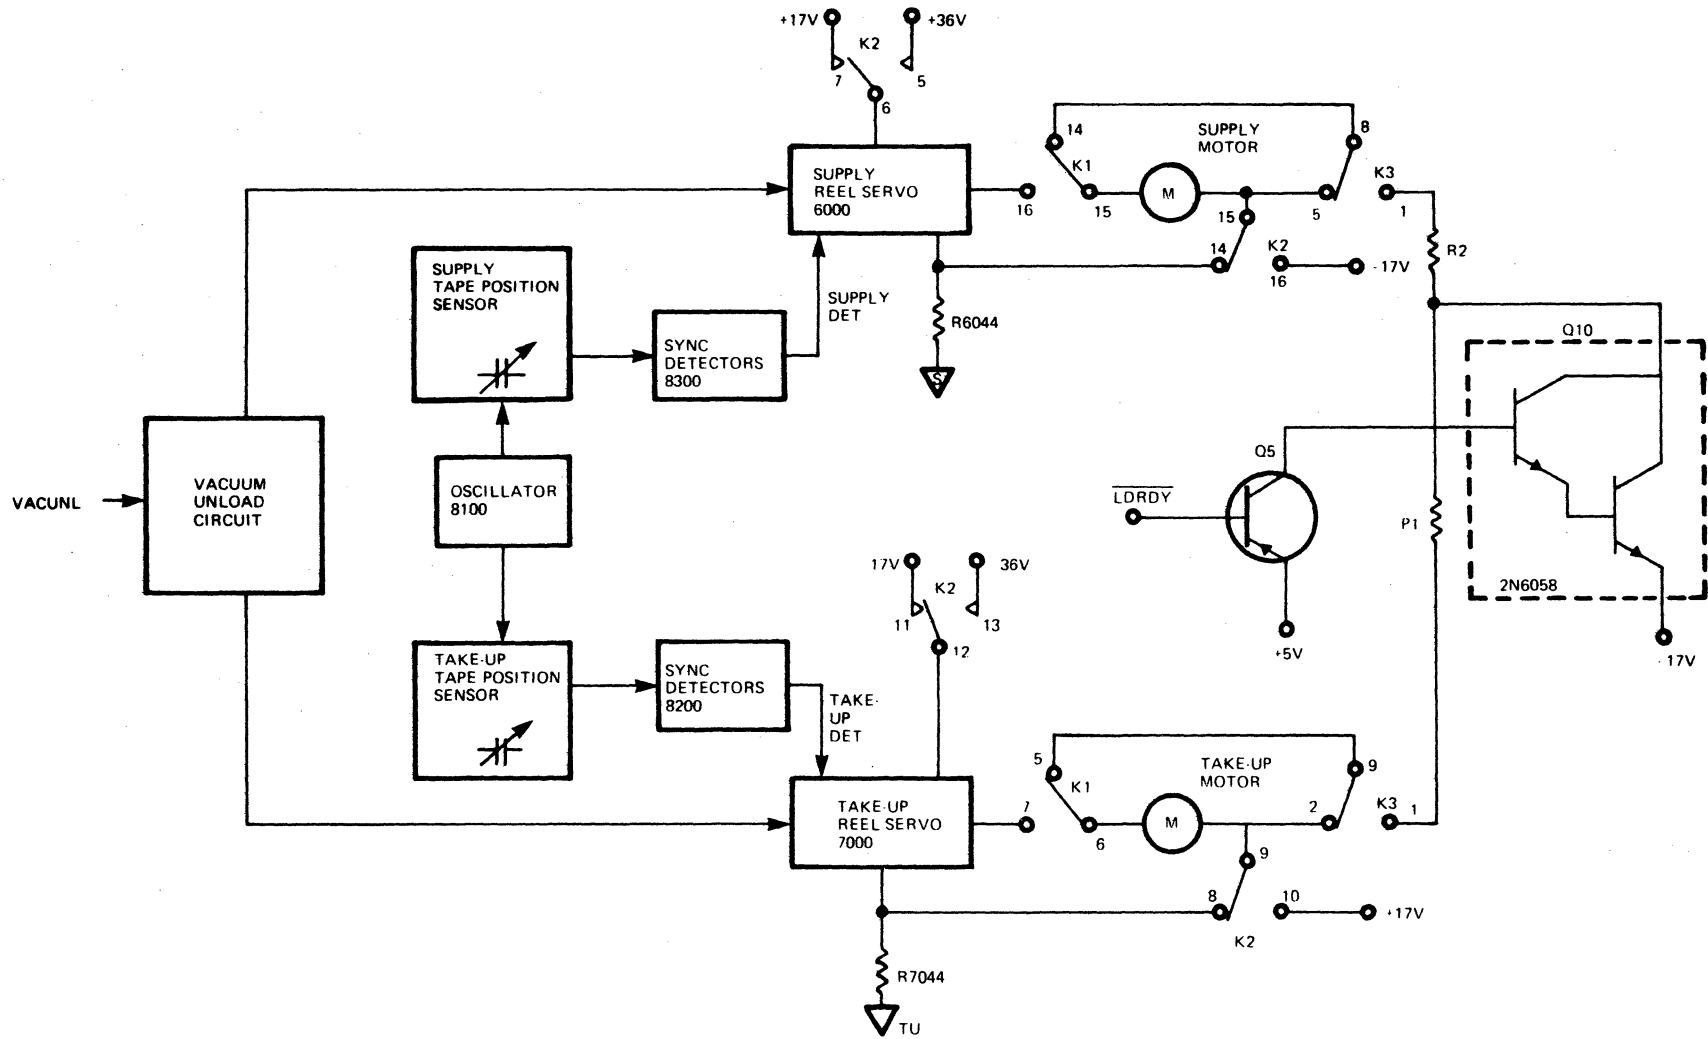 +17V
+36V
K2
7
5
6
SUPPLY
REEL SERVO
6000
16
14
K1
15
SUPPLY
MOTOR
M
8
K3
5
1
15
14
K2
16
-17V
R2
SUPPLY
TAPE POSITION
SENSOR
SYNC
DETECTORS
8300
SUPPLY
DET
R6044
S
Q10
2N6058
-17V
Q5
LDRDY
+5V
P1
VACUNL
VACUUM
UNLOAD
CIRCUIT
OSCILLATOR
8100
17V
36V
K2
11
13
12
TAKE-UP
TAPE POSITION
SENSOR
SYNC
DETECTORS
8200
TAKE-
UP
DET
TAKE-UP
REEL SERVO
7000
7
5
K1
6
TAKE-UP
MOTOR
M
9
2
K3
1
9
8
10
K2
+17V
R7044
TU